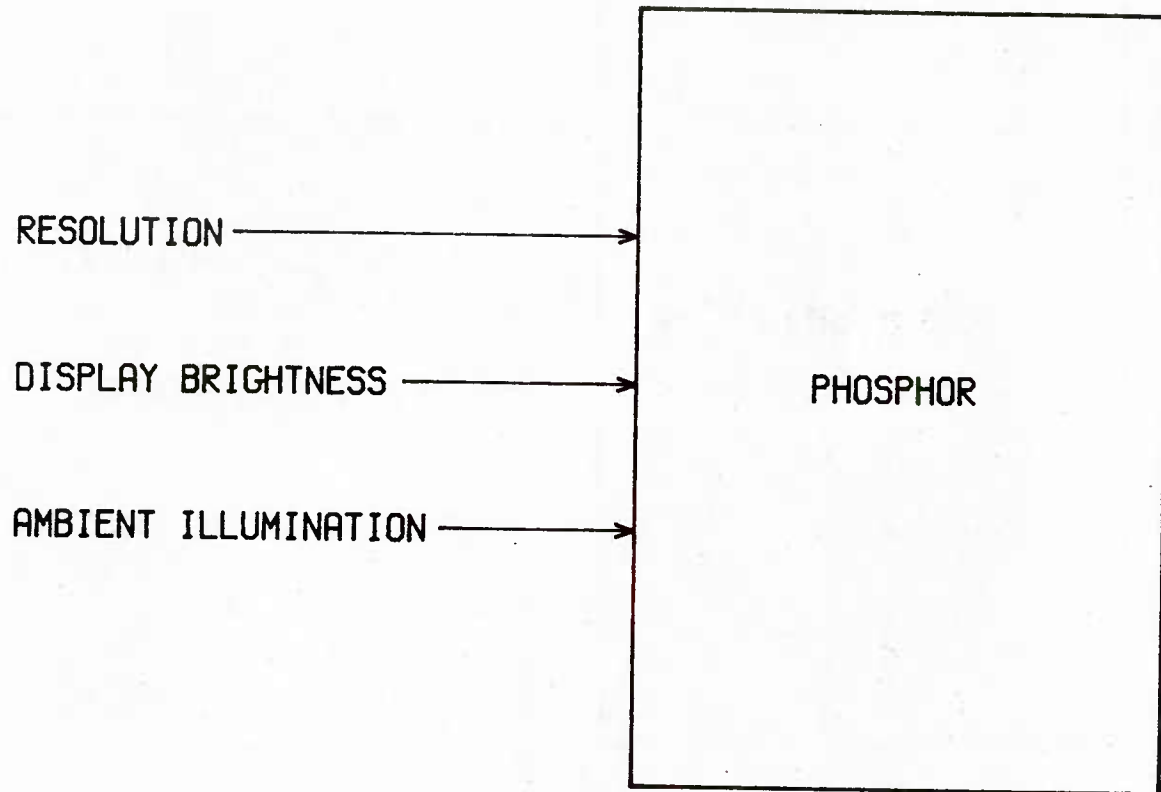 RESOLUTION
DISPLAY BRIGHTNESS
PHOSPHOR
AMBIENT ILLUMINATION